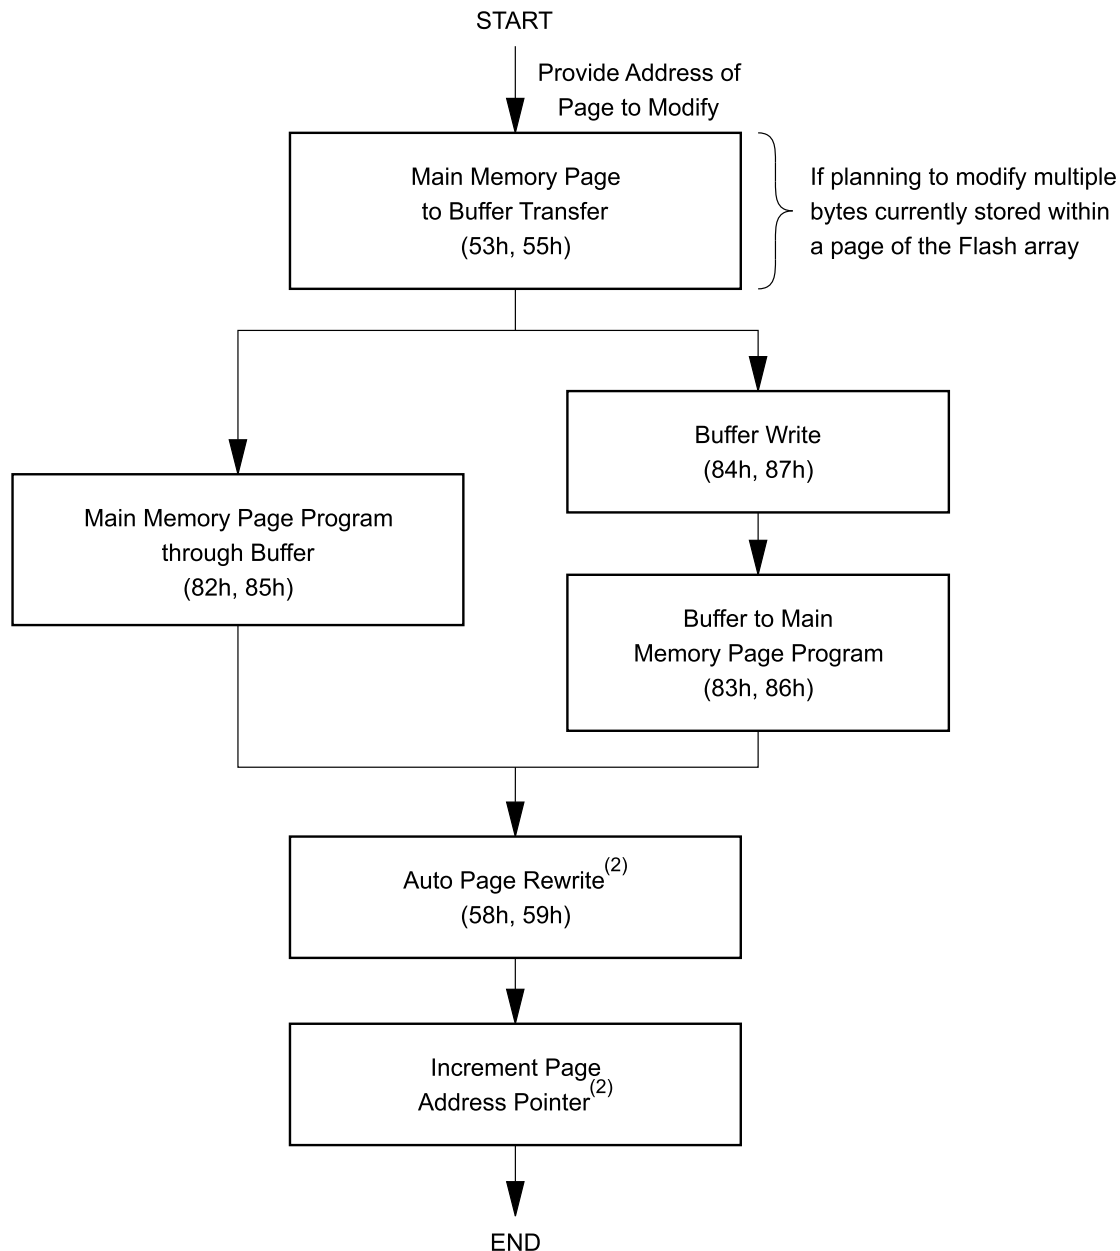 START
Provide Address of
Page to Modify
Main Memory Page
to Buffer Transfer
(53h, 55h)
If planning to modify multiple
bytes currently stored within
a page of the Flash array
Buffer Write
(84h, 87h)
Main Memory Page Program
through Buffer
(82h, 85h)
Buffer to Main
Memory Page Program
(83h, 86h)
Auto Page Rewrite(2)
(58h, 59h)
Increment Page
Address Pointer(2)
END